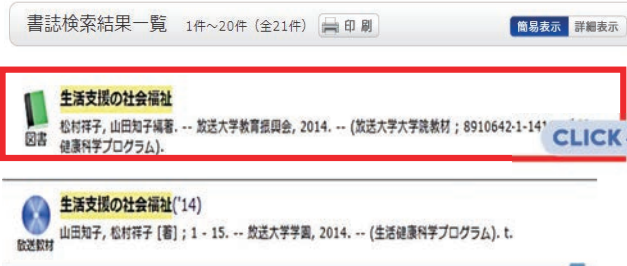 書誌検索結果一覧 1件～20件（全21件） 印刷 簡易表示 詳細表示
生活支援の社会福祉
図書 松村祥子, 山田知子編著. -- 放送大学教育振興会, 2014. -- (放送大学大学院教材 ; 8910642-1-141
健康科学プログラム).
CLICK
生活支援の社会福祉('14)
山田知子, 松村祥子 [著] ; 1 - 15. -- 放送大学学園, 2014. -- (生活健康科学プログラム). t.
放送教材